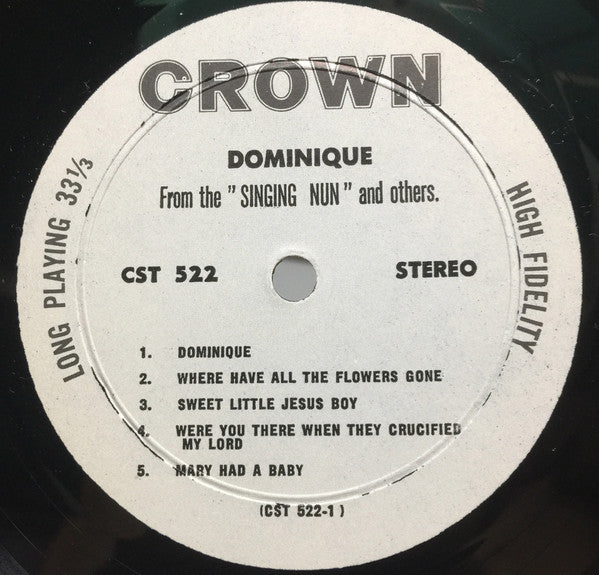 CROWN
DOMINIQUE
From the " SINGING NUN " and others.
LONG PLAYING 33 1/3
HIGH FIDELITY
CST 522
STEREO
1. DOMINIQUE
2. WHERE HAVE ALL THE FLOWERS GONE
3. SWEET LITTLE JESUS BOY
4. WERE YOU THERE WHEN THEY CRUCIFIED
MY LORD
5. MARY HAD A BABY
(CST 522-1 )